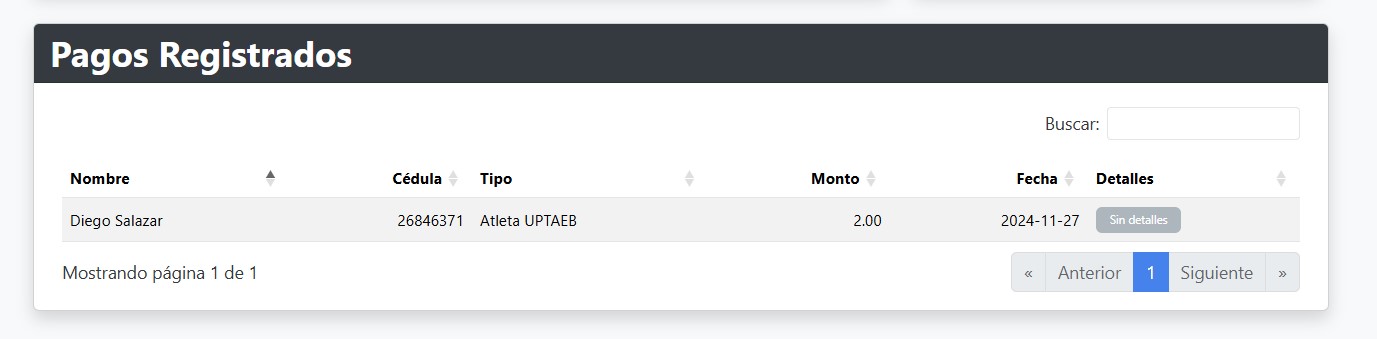 Pagos Registrados
Buscar:
Nombre Cédula Tipo Monto Fecha Detalles
Diego Salazar 26846371 Atleta UPTAEB 2.00 2024-11-27 Sin detalles
Mostrando página 1 de 1 « Anterior 1 Siguiente »